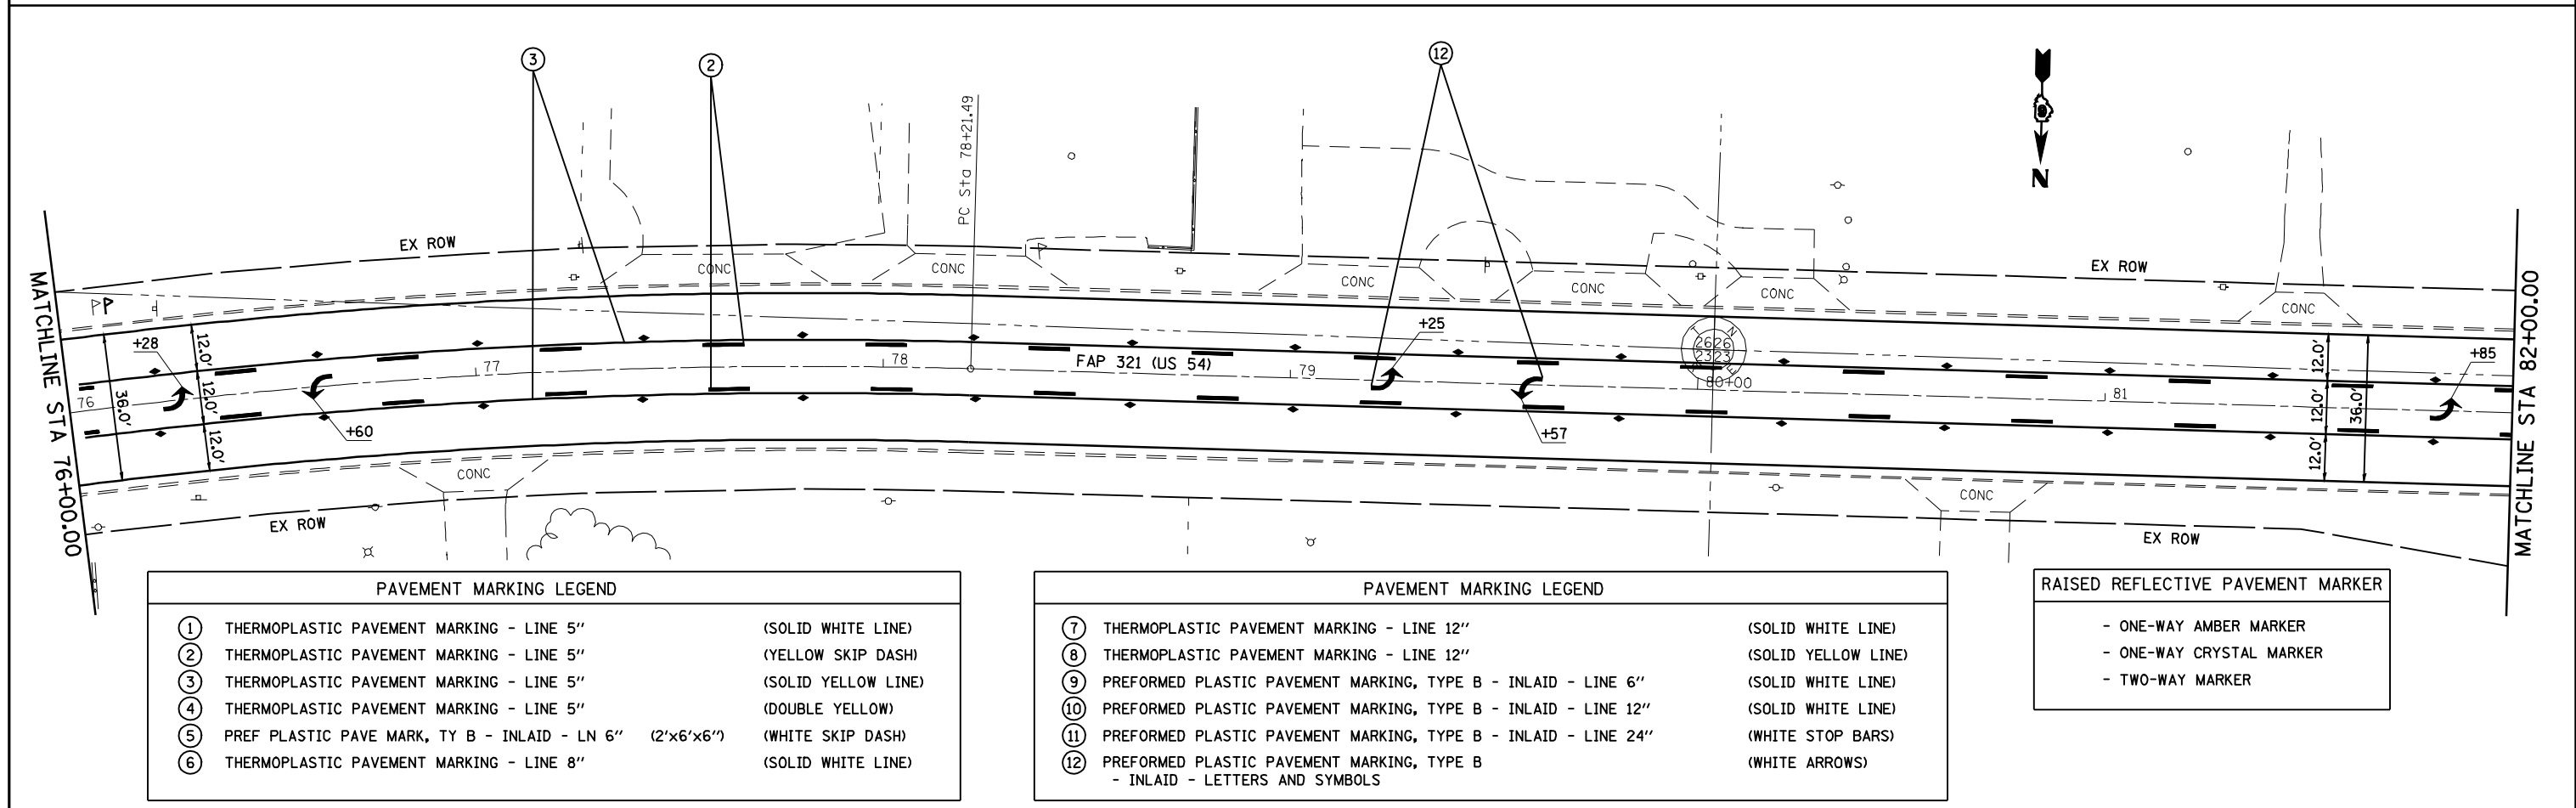 3
2
12
PC Sta 78+21.49
N
EX ROW
EX ROW
CONC
CONC
CONC
CONC
CONC
CONC
MATCHLINE STA 76+00.00
MATCHLINE STA 82+00.00
+28
12.0'
12.0'
12.0'
36.0'
76
+60
77
78
FAP 321 (US 54)
79
+25
+57
2626
2323
80+00
81
12.0'
12.0'
12.0'
36.0'
+85
CONC
CONC
EX ROW
EX ROW
PAVEMENT MARKING LEGEND
1 THERMOPLASTIC PAVEMENT MARKING - LINE 5" (SOLID WHITE LINE)
2 THERMOPLASTIC PAVEMENT MARKING - LINE 5" (YELLOW SKIP DASH)
3 THERMOPLASTIC PAVEMENT MARKING - LINE 5" (SOLID YELLOW LINE)
4 THERMOPLASTIC PAVEMENT MARKING - LINE 5" (DOUBLE YELLOW)
5 PREF PLASTIC PAVE MARK, TY B - INLAID - LN 6" (2'x6'x6") (WHITE SKIP DASH)
6 THERMOPLASTIC PAVEMENT MARKING - LINE 8" (SOLID WHITE LINE)
PAVEMENT MARKING LEGEND
7 THERMOPLASTIC PAVEMENT MARKING - LINE 12" (SOLID WHITE LINE)
8 THERMOPLASTIC PAVEMENT MARKING - LINE 12" (SOLID YELLOW LINE)
9 PREFORMED PLASTIC PAVEMENT MARKING, TYPE B - INLAID - LINE 6" (SOLID WHITE LINE)
10 PREFORMED PLASTIC PAVEMENT MARKING, TYPE B - INLAID - LINE 12" (SOLID WHITE LINE)
11 PREFORMED PLASTIC PAVEMENT MARKING, TYPE B - INLAID - LINE 24" (WHITE STOP BARS)
12 PREFORMED PLASTIC PAVEMENT MARKING, TYPE B (WHITE ARROWS)
- INLAID - LETTERS AND SYMBOLS
RAISED REFLECTIVE PAVEMENT MARKER
- ONE-WAY AMBER MARKER
- ONE-WAY CRYSTAL MARKER
- TWO-WAY MARKER